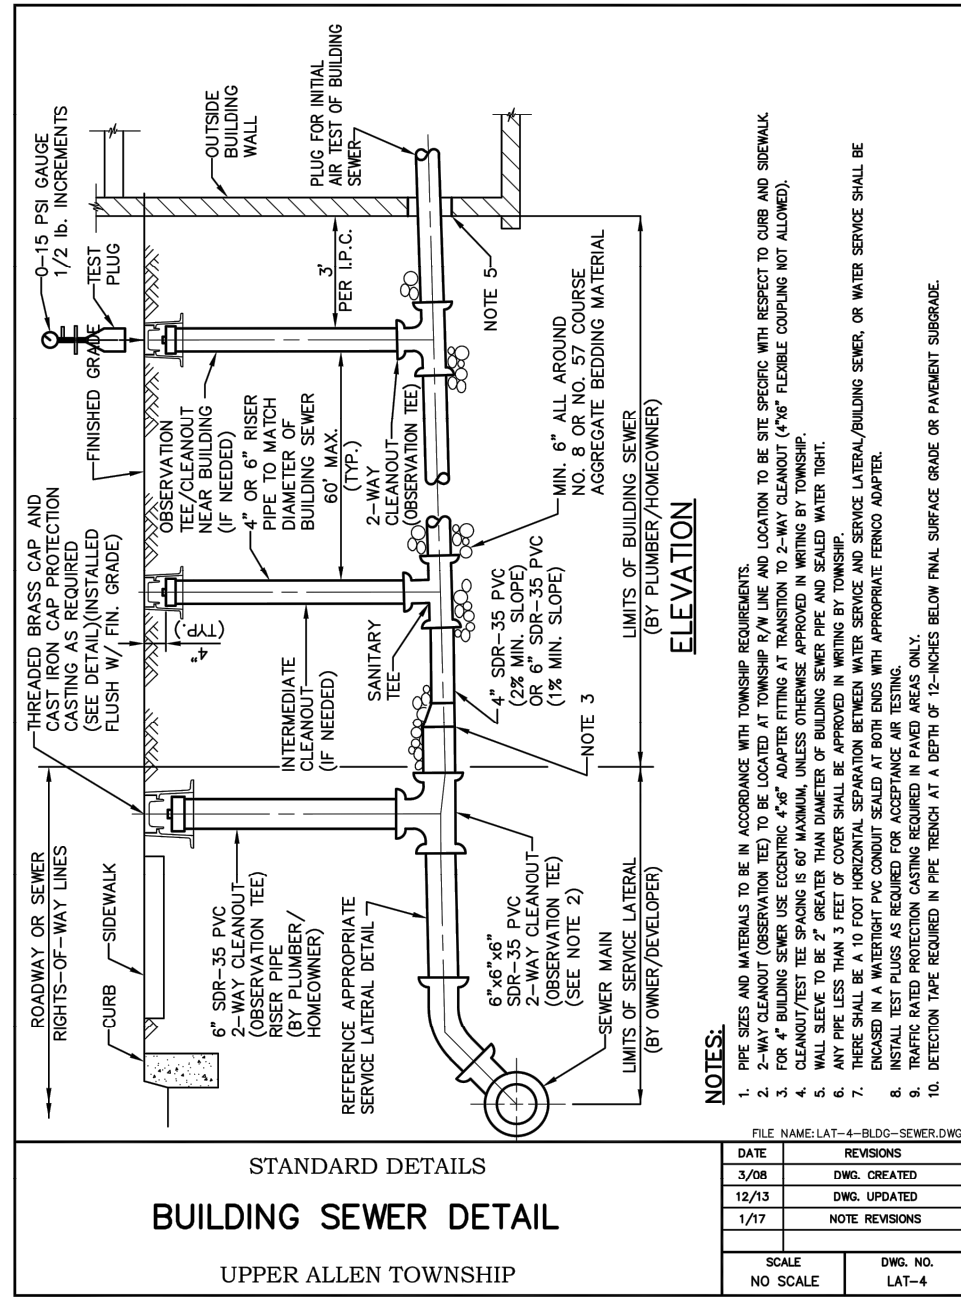 ROADWAY OR SEWER
RIGHTS-OF-WAY LINES
CURB
SIDEWALK
THREADED BRASS CAP AND
CAST IRON CAP PROTECTION
CASTING AS REQUIRED
(SEE DETAIL)(INSTALLED
FLUSH W/ FIN. GRADE)
FINISHED GRADE
0-15 PSI GAUGE
1/2 lb. INCREMENTS
TEST
PLUG
OUTSIDE
BUILDING
WALL
PLUG FOR INITIAL
AIR TEST OF BUILDING
SEWER
4"
(TYP.)
OBSERVATION
TEE/CLEANOUT
NEAR BUILDING
(IF NEEDED)
4" OR 6" RISER
PIPE TO MATCH
DIAMETER OF
BUILDING SEWER
60' MAX.
(TYP.)
3'
PER I.P.C.
6" SDR-35 PVC
2-WAY CLEANOUT
(OBSERVATION TEE)
RISER PIPE
(BY PLUMBER/
HOMEOWNER)
INTERMEDIATE
CLEANOUT
(IF NEEDED)
SANITARY
TEE
2-WAY
CLEANOUT
(OBSERVATION TEE)
REFERENCE APPROPRIATE
SERVICE LATERAL DETAIL
NOTE 5
6"x6"x6"
SDR-35 PVC
2-WAY CLEANOUT
(OBSERVATION TEE)
(SEE NOTE 2)
4" SDR-35 PVC
(2% MIN. SLOPE)
OR 6" SDR-35 PVC
(1% MIN. SLOPE)
MIN. 6" ALL AROUND
NO. 8 OR NO. 57 COURSE
AGGREGATE BEDDING MATERIAL
NOTE 3
SEWER MAIN
LIMITS OF SERVICE LATERAL
(BY OWNER/DEVELOPER)
LIMITS OF BUILDING SEWER
(BY PLUMBER/HOMEOWNER)
ELEVATION
NOTES:
1. PIPE SIZES AND MATERIALS TO BE IN ACCORDANCE WITH TOWNSHIP REQUIREMENTS.
2. 2-WAY CLEANOUT (OBSERVATION TEE) TO BE LOCATED AT TOWNSHIP R/W LINE AND LOCATION TO BE SITE SPECIFIC WITH RESPECT TO CURB AND SIDEWALK.
3. FOR 4" BUILDING SEWER USE ECCENTRIC 4"x6" ADAPTER FITTING AT TRANSITION TO 2-WAY CLEANOUT (4"x6" FLEXIBLE COUPLING NOT ALLOWED).
4. CLEANOUT/TEST TEE SPACING IS 60' MAXIMUM, UNLESS OTHERWISE APPROVED IN WRITING BY TOWNSHIP.
5. WALL SLEEVE TO BE 2" GREATER THAN DIAMETER OF BUILDING SEWER PIPE AND SEALED WATER TIGHT.
6. ANY PIPE LESS THAN 3 FEET OF COVER SHALL BE APPROVED IN WRITING BY TOWNSHIP.
7. THERE SHALL BE A 10 FOOT HORIZONTAL SEPARATION BETWEEN WATER SERVICE AND SERVICE LATERAL/BUILDING SEWER, OR WATER SERVICE SHALL BE
ENCASED IN A WATERTIGHT PVC CONDUIT SEALED AT BOTH ENDS WITH APPROPRIATE FERNCO ADAPTER.
8. INSTALL TEST PLUGS AS REQUIRED FOR ACCEPTANCE AIR TESTING.
9. TRAFFIC RATED PROTECTION CASTING REQUIRED IN PAVED AREAS ONLY.
10. DETECTION TAPE REQUIRED IN PIPE TRENCH AT A DEPTH OF 12-INCHES BELOW FINAL SURFACE GRADE OR PAVEMENT SUBGRADE.
FILE NAME: LAT-4-BLDG-SEWER.DWG
STANDARD DETAILS
BUILDING SEWER DETAIL
UPPER ALLEN TOWNSHIP
DATE REVISIONS
3/08 DWG. CREATED
12/13 DWG. UPDATED
1/17 NOTE REVISIONS
SCALE
NO SCALE
DWG. NO.
LAT-4